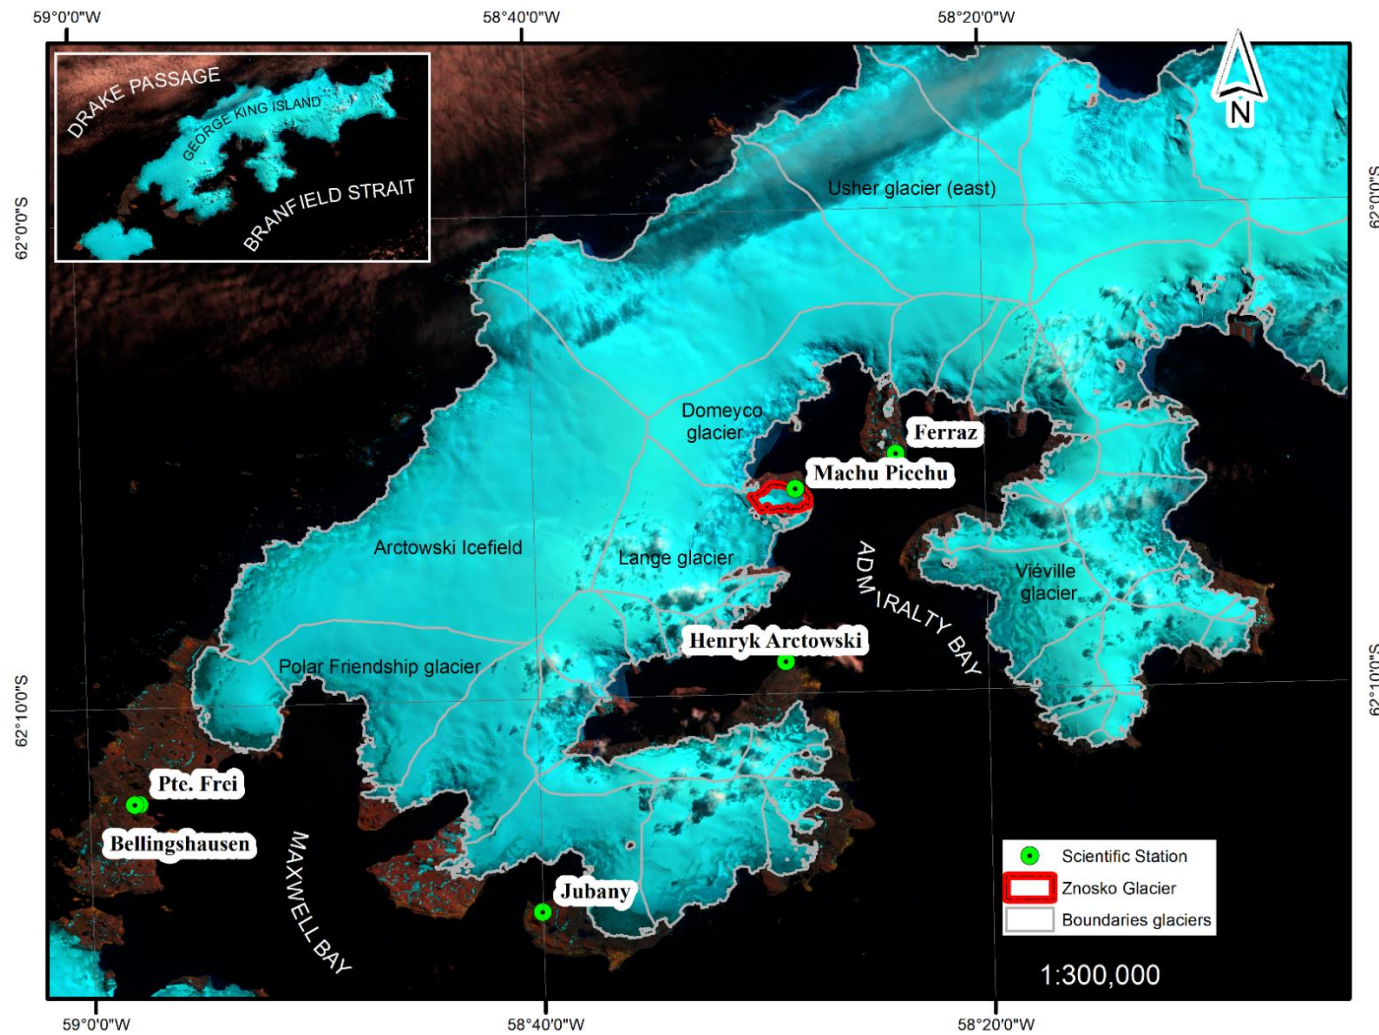 59°0'0"W
58°40'0"W
58°20'0"W
DRAKE PASSAGE
GEORGE KING ISLAND
BRANFIELD STRAIT
N
62°0'0"S
62°0'0"S
Usher glacier (east)
Domeyco
glacier
Ferraz
Machu Picchu
Arctowski Icefield
Lange glacier
ADMIRALTY BAY
Viéville
glacier
Henryk Arctowski
Polar Friendship glacier
62°10'0"S
62°10'0"S
Pte. Frei
Bellingshausen
MAXWELL BAY
Jubany
Scientific Station
Znosko Glacier
Boundaries glaciers
1:300,000
59°0'0"W
58°40'0"W
58°20'0"W